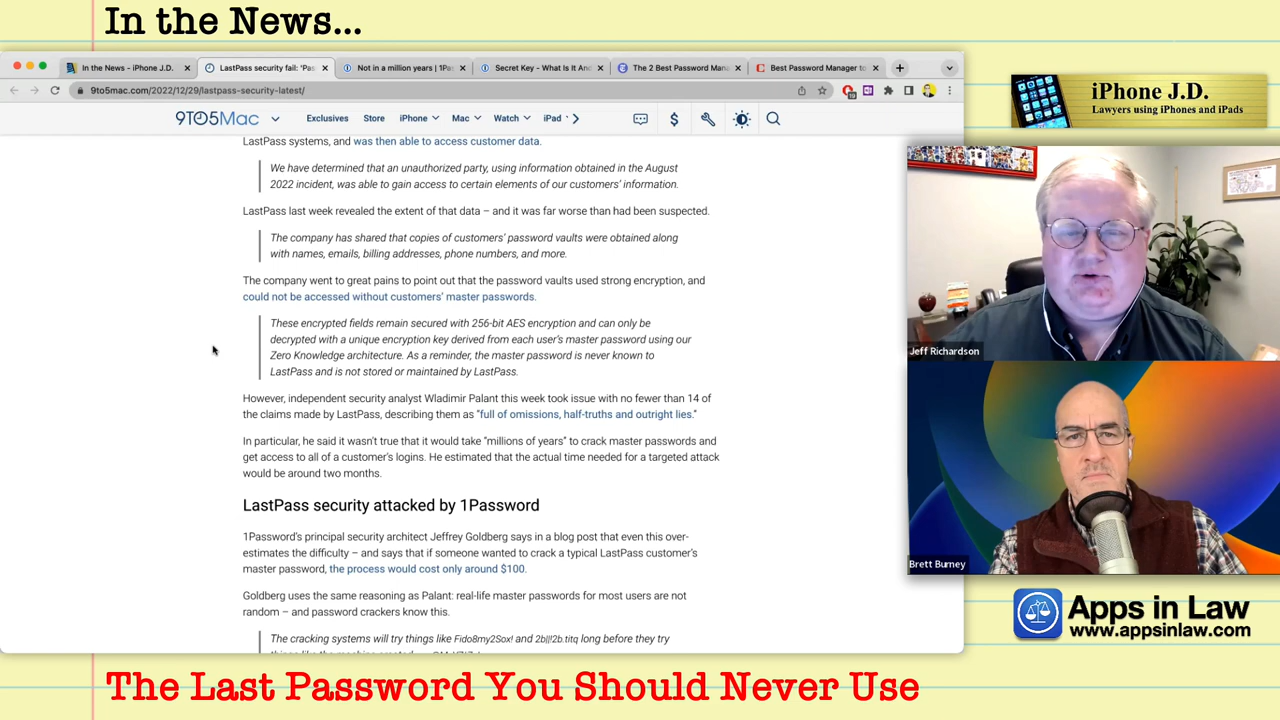 In the News...
In the News - iPhone J.D.
LastPass security fail: 'Pas
Not in a million years | 1Pa
Secret Key - What Is It An
The 2 Best Password Man
Best Password Manager to
9to5mac.com/2022/12/29/lastpass-security-latest/
9TO5Mac
Exclusives
Store
iPhone
Mac
Watch
iPad
LastPass systems, and was then able to access customer data.
We have determined that an unauthorized party, using information obtained in the August
2022 incident, was able to gain access to certain elements of our customers' information.
LastPass last week revealed the extent of that data – and it was far worse than had been suspected.
The company has shared that copies of customers' password vaults were obtained along
with names, emails, billing addresses, phone numbers, and more.
The company went to great pains to point out that the password vaults used strong encryption, and
could not be accessed without customers' master passwords.
These encrypted fields remain secured with 256-bit AES encryption and can only be
decrypted with a unique encryption key derived from each user's master password using our
Zero Knowledge architecture. As a reminder, the master password is never known to
LastPass and is not stored or maintained by LastPass.
However, independent security analyst Wladimir Palant this week took issue with no fewer than 14 of
the claims made by LastPass, describing them as "full of omissions, half-truths and outright lies."
In particular, he said it wasn't true that it would take "millions of years" to crack master passwords and
get access to all of a customer's logins. He estimated that the actual time needed for a targeted attack
would be around two months.
LastPass security attacked by 1Password
1Password's principal security architect Jeffrey Goldberg says in a blog post that even this over-
estimates the difficulty – and says that if someone wanted to crack a typical LastPass customer's
master password, the process would cost only around $100.
Goldberg uses the same reasoning as Palant: real-life master passwords for most users are not
random – and password crackers know this.
The cracking systems will try things like Fido8my2Sox! and 2b||!2b.titq long before they try
iPhone J.D.
Lawyers using iPhones and iPads
Jeff Richardson
Brett Burney
Apps in Law
www.appsinlaw.com
The Last Password You Should Never Use